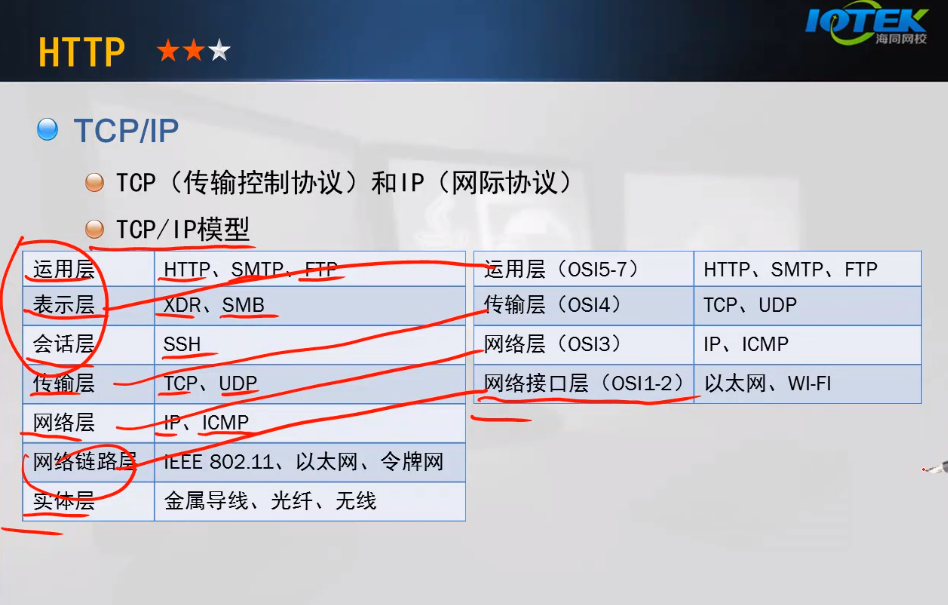 HTTP
IOTEK
海同网校
TCP/IP
TCP（传输控制协议）和IP（网际协议）
TCP/IP模型
运用层 HTTP、SMTP、FTP 运用层（OSI5-7） HTTP、SMTP、FTP
表示层 XDR、SMB 传输层（OSI4） TCP、UDP
会话层 SSH 网络层（OSI3） IP、ICMP
传输层 TCP、UDP 网络接口层（OSI1-2） 以太网、WI-FI
网络层 IP、ICMP
网络链路层 IEEE 802.11、以太网、令牌网
实体层 金属导线、光纤、无线